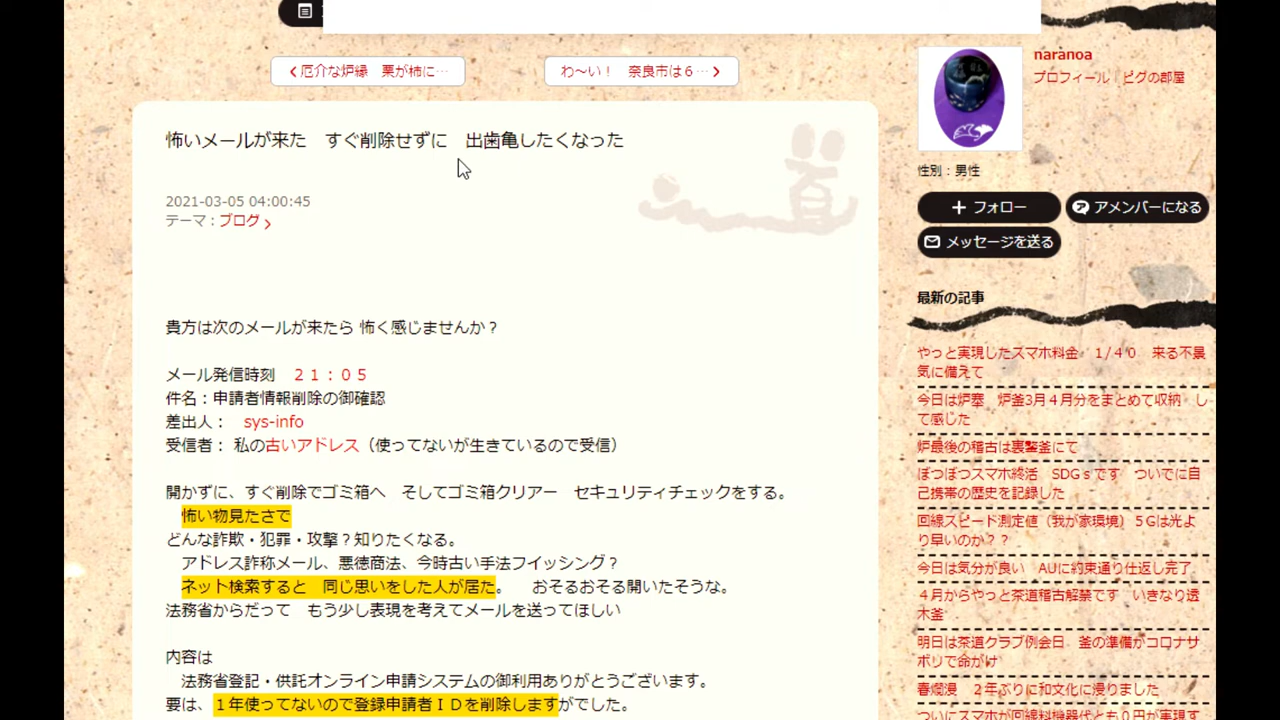 厄介な炉縁　栗が柿に…
わ～い！　奈良市は６…
怖いメールが来た　すぐ削除せずに　出歯亀したくなった
2021-03-05 04:00:45
テーマ：ブログ
貴方は次のメールが来たら 怖く感じませんか？
メール発信時刻　２１：０５
件名：申請者情報削除の御確認
差出人：　sys-info
受信者： 私の古いアドレス（使ってないが生きているので受信）
開かずに、すぐ削除でゴミ箱へ　そしてゴミ箱クリアー　セキュリティチェックをする。
怖い物見たさで
どんな詐欺・犯罪・攻撃？知りたくなる。
アドレス詐称メール、悪徳商法、今時古い手法フイッシング？
ネット検索すると　同じ思いをした人が居た。　　おそるおそる開いたそうな。
法務省からだって　もう少し表現を考えてメールを送ってほしい
内容は
法務省登記・供託オンライン申請システムの御利用ありがとうございます。
要は、１年使ってないので登録申請者ＩＤを削除しますがでした。
naranoa
プロフィール｜ピグの部屋
性別：男性
フォロー
アメンバーになる
メッセージを送る
最新の記事
やっと実現したスマホ料金　１/４０　来る不景
気に備えて
今日は炉塞　炉釜3月４月分をまとめて収納　し
て感じた
炉最後の稽古は裏鐅釜にて
ぼつぼつスマホ終活　SDGｓです　ついでに自
己携帯の歴史を記録した
回線スピード測定値（我が家環境）５Gは光よ
り早いのか？？
今日は気分が良い　AUに約束通り仕返し完了
４月からやっと茶道稽古解禁です　いきなり透
木釜
明日は茶道クラブ例会日　釜の準備がコロナサ
ボリで命がけ
春爛漫　２年ぶりに和文化に浸りました
ついにスマホが回線料機器代とも０円が実現す